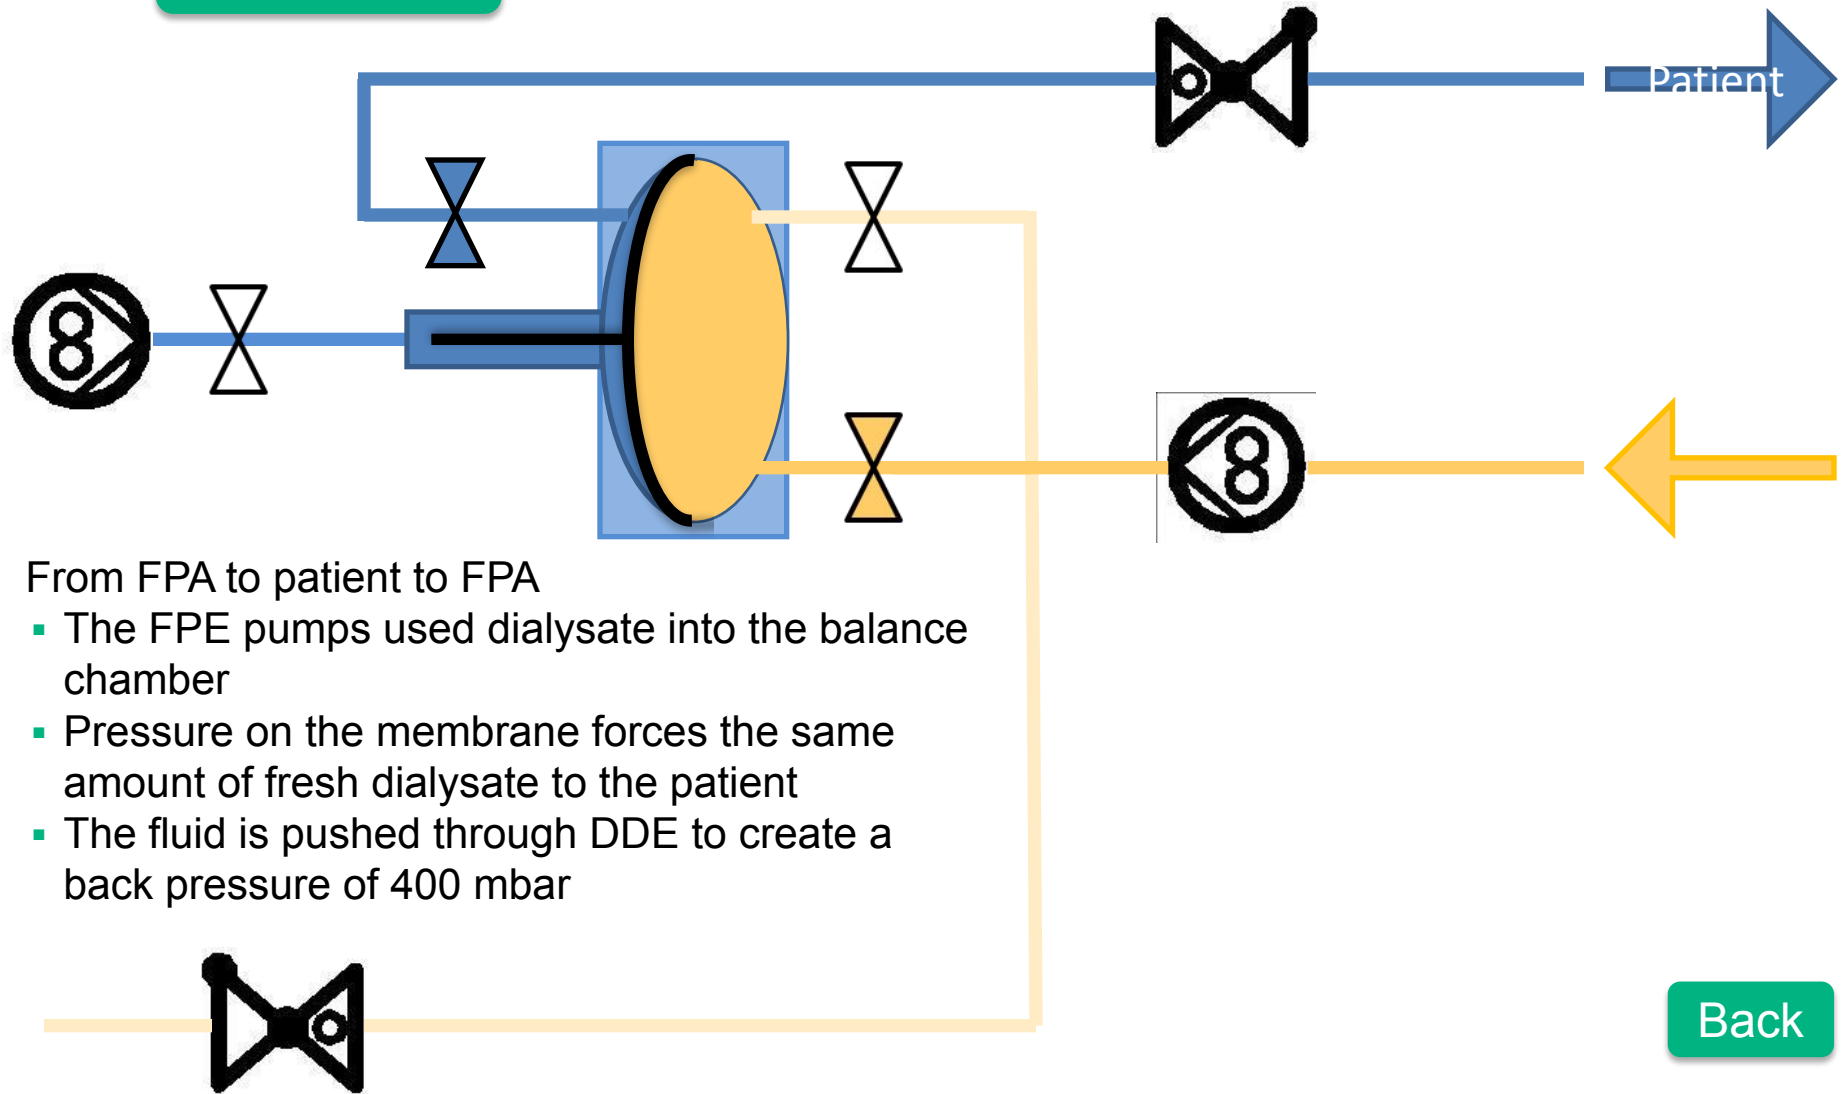 Patient
From FPA to patient to FPA
▪ The FPE pumps used dialysate into the balance
chamber
▪ Pressure on the membrane forces the same
amount of fresh dialysate to the patient
▪ The fluid is pushed through DDE to create a
back pressure of 400 mbar
Back